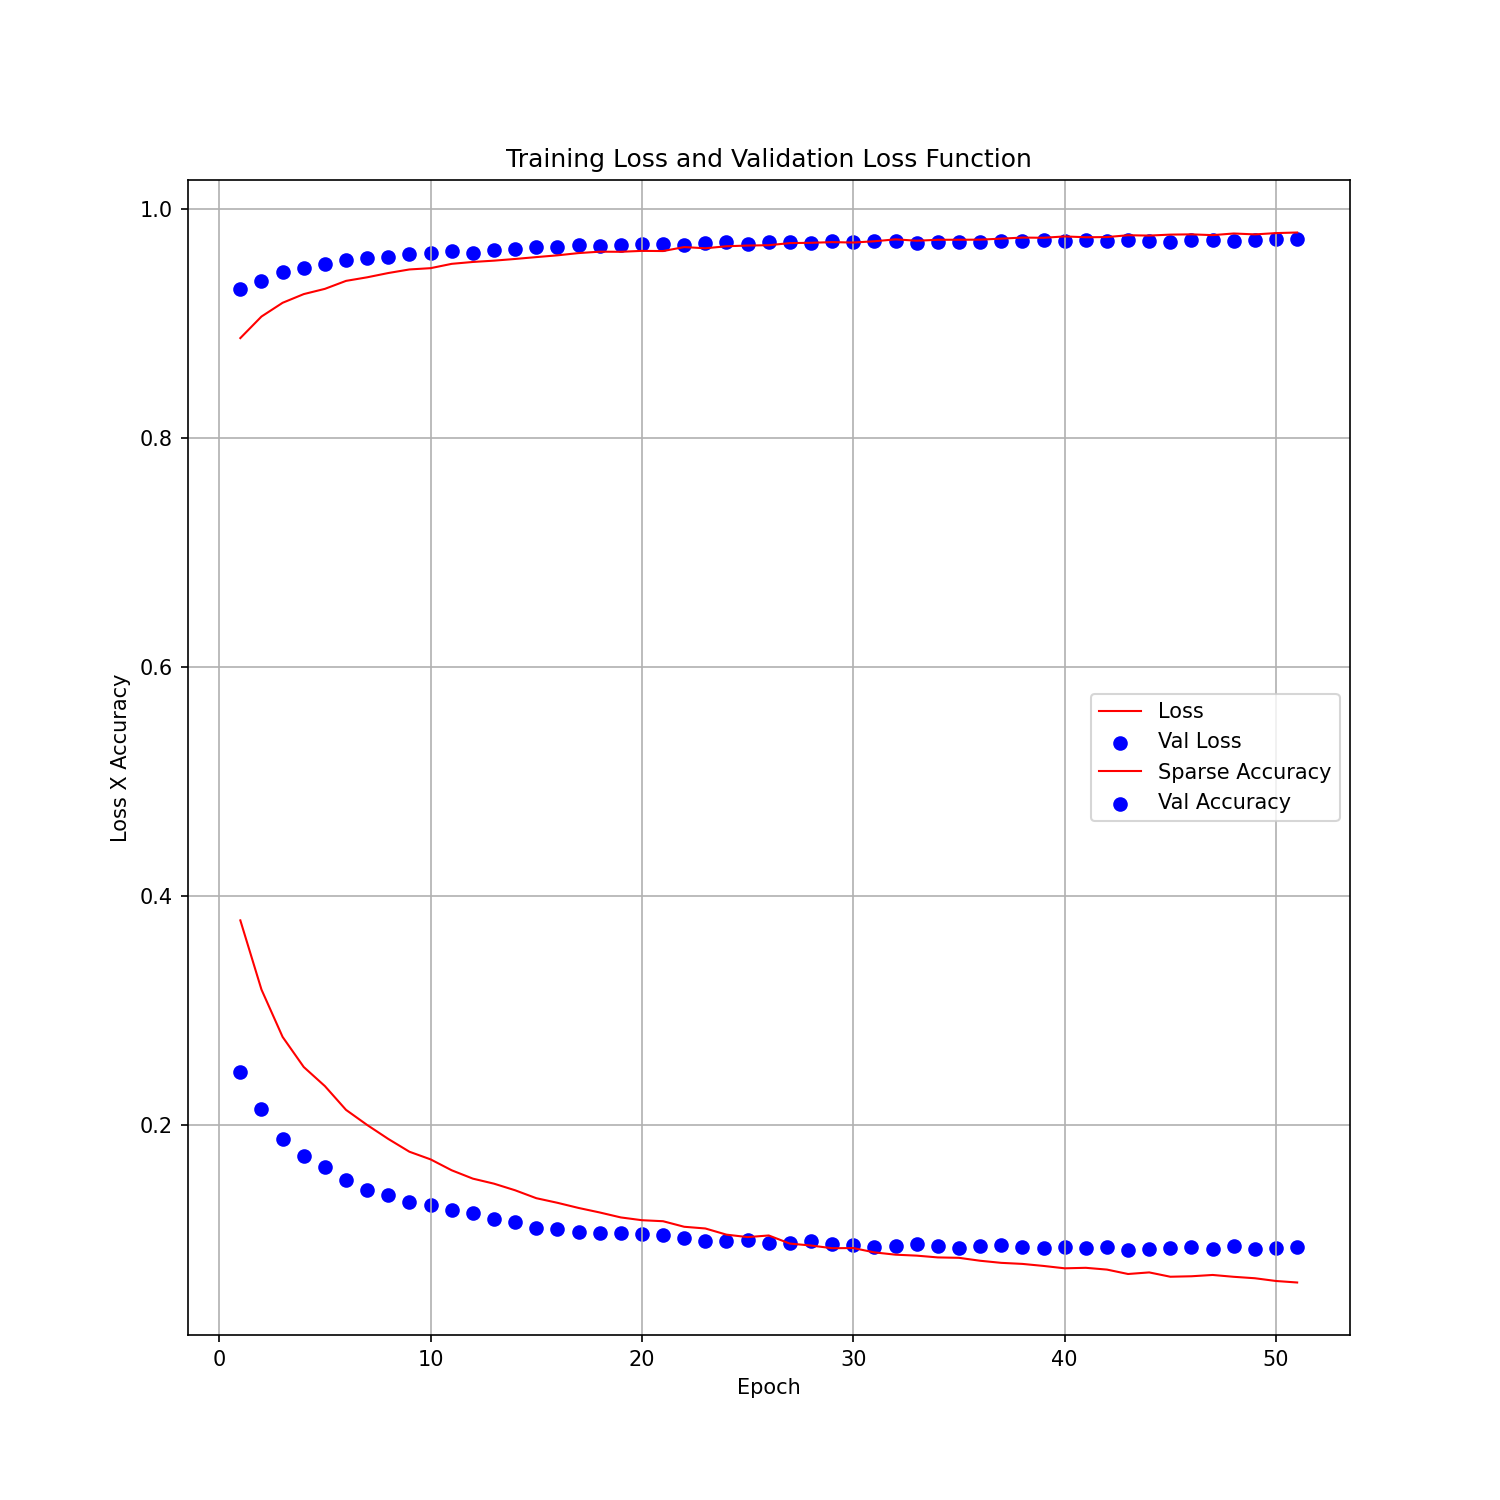 Training Loss and Validation Loss Function
1.0
0.8
0.6
0.4
0.2
Loss X Accuracy
Loss
Val Loss
Sparse Accuracy
Val Accuracy
0 10 20 30 40 50
Epoch